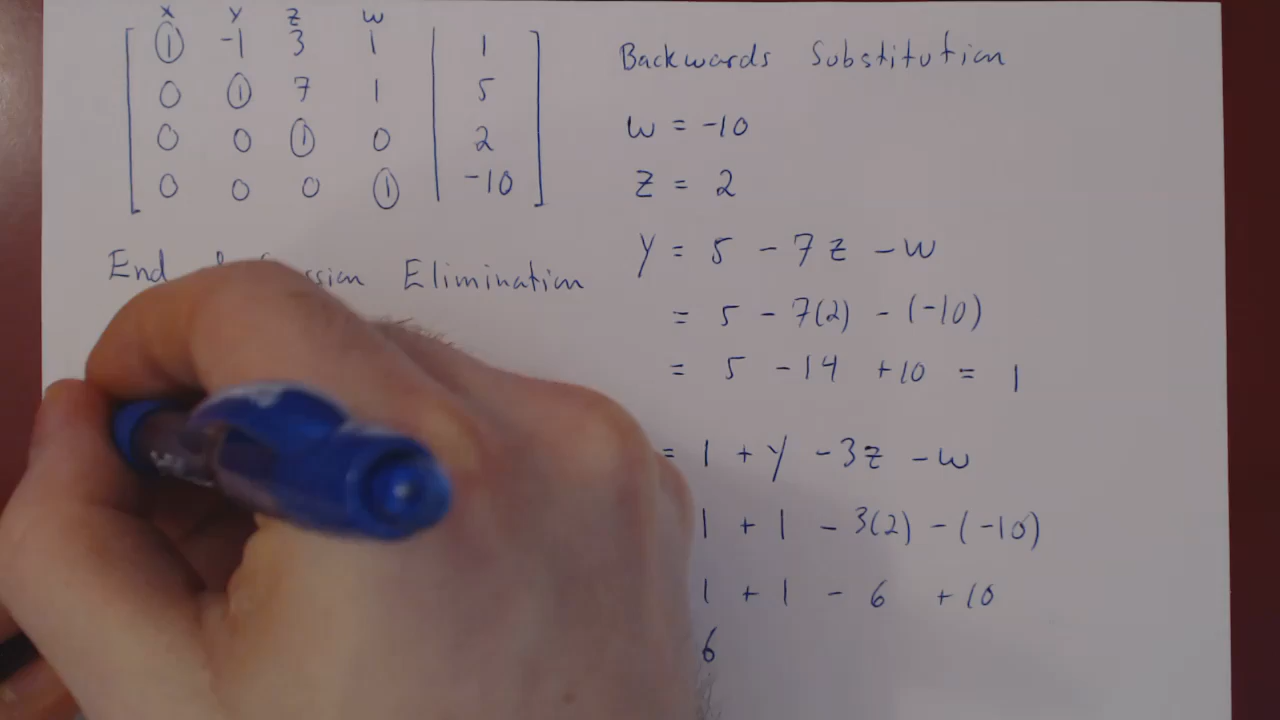 x y z w
1 -1 3 1 | 1
0 1 7 1 | 5
0 0 1 0 | 2
0 0 0 1 | -10
End Elimination
Backwards Substitution
w = -10
z = 2
y = 5 - 7z - w
= 5 - 7(2) - (-10)
= 5 - 14 + 10 = 1
= 1 + y - 3z - w
1 + 1 - 3(2) - (-10)
1 + 1 - 6 + 10
6